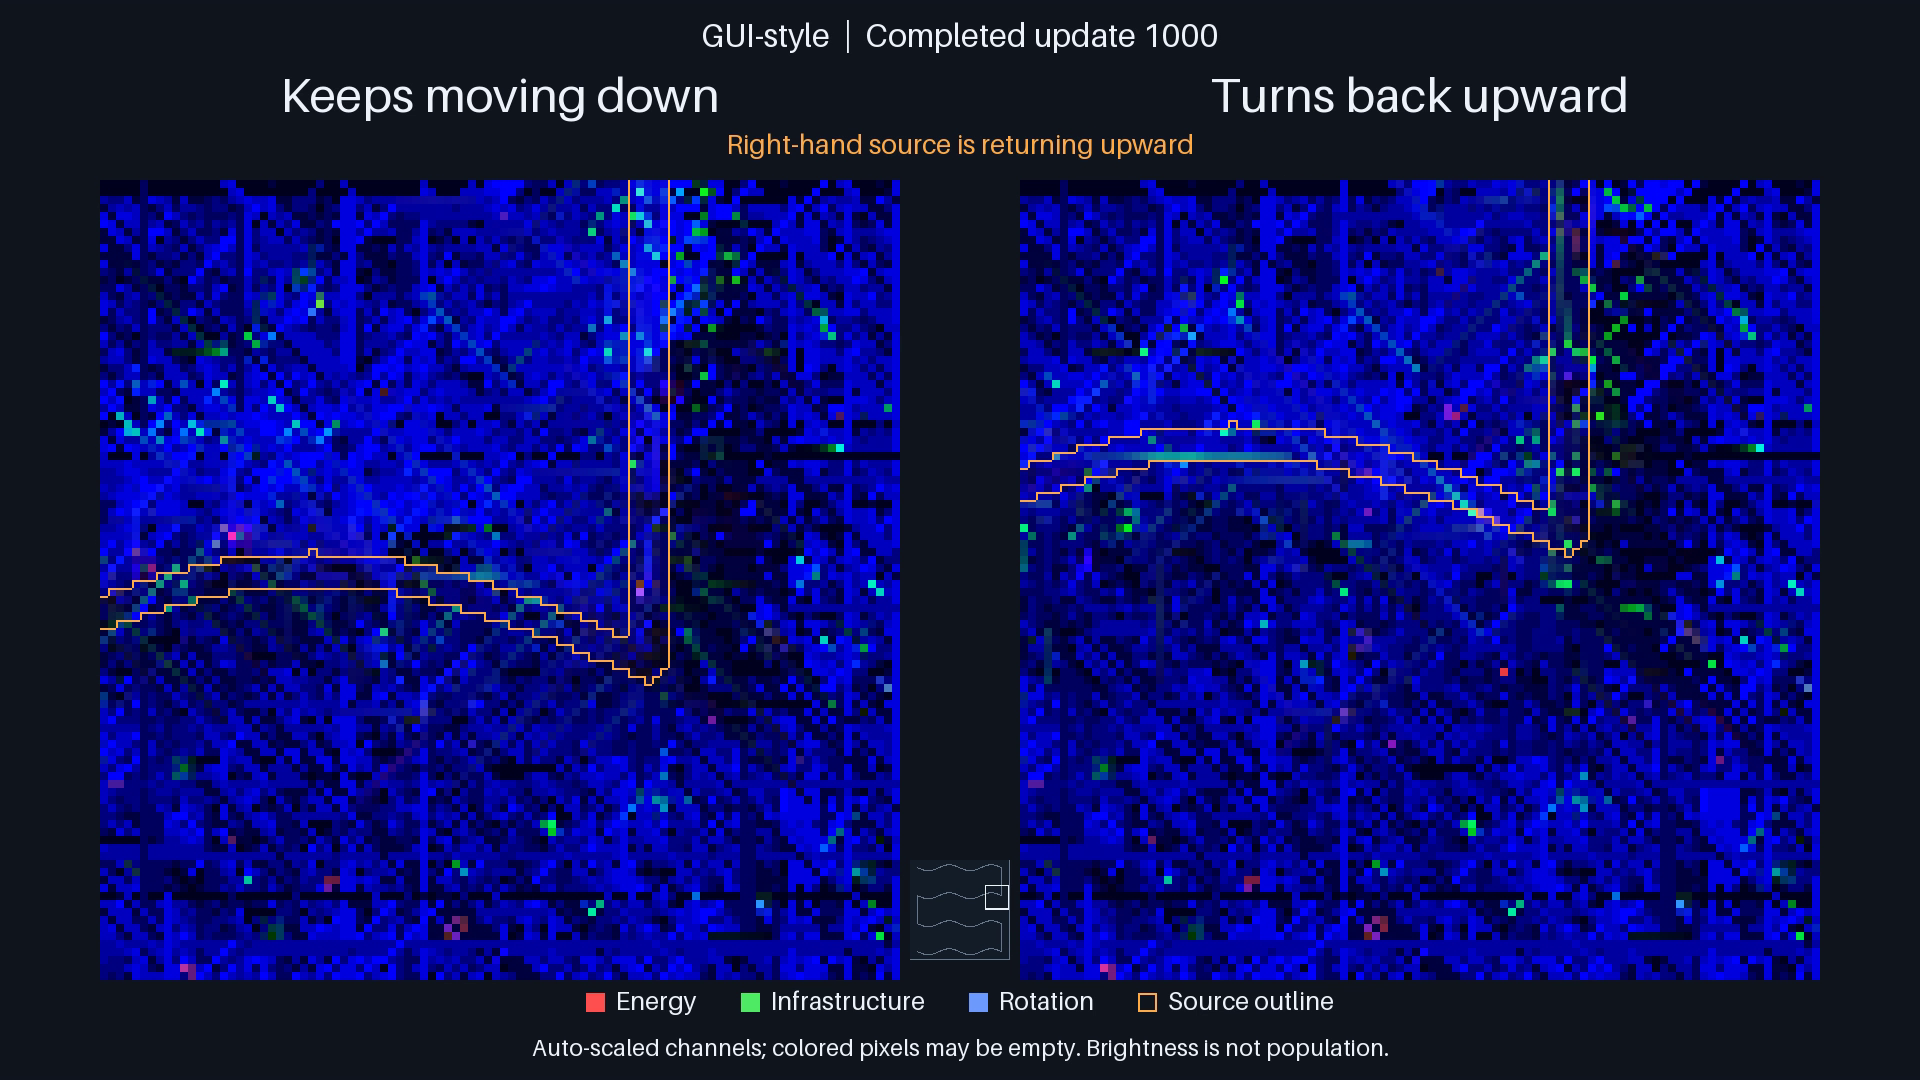 GUI-style | Completed update 1000
Keeps moving down
Turns back upward
Right-hand source is returning upward
Energy
Infrastructure
Rotation
Source outline
Auto-scaled channels; colored pixels may be empty. Brightness is not population.